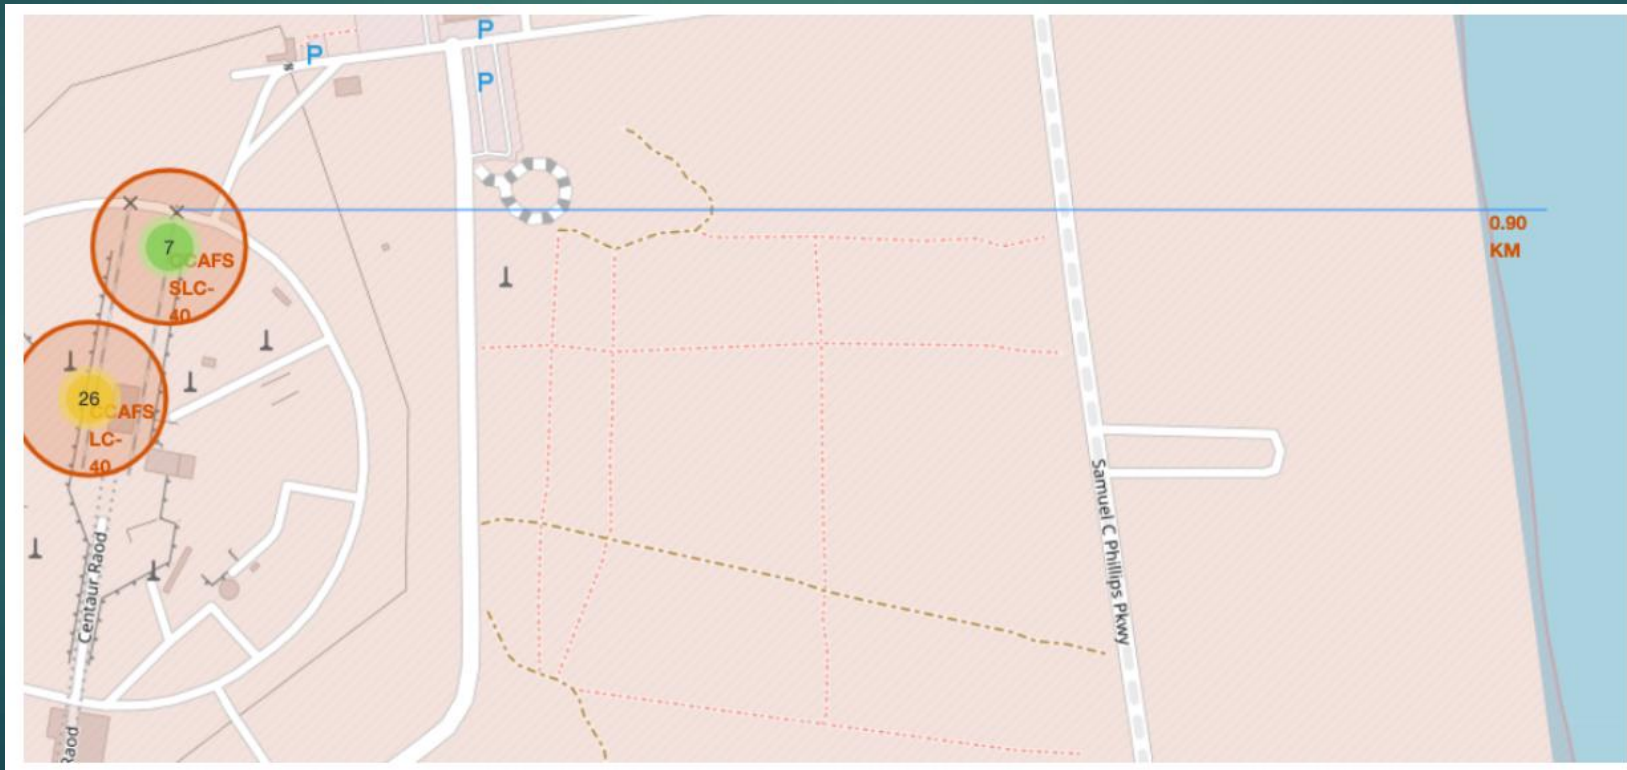 P
P
P
7
CCAFS
SLC-
40
0.90
KM
26
CCAFS
LC-
40
Samuel C Phillips Pkwy
Centaur Raod
Raod